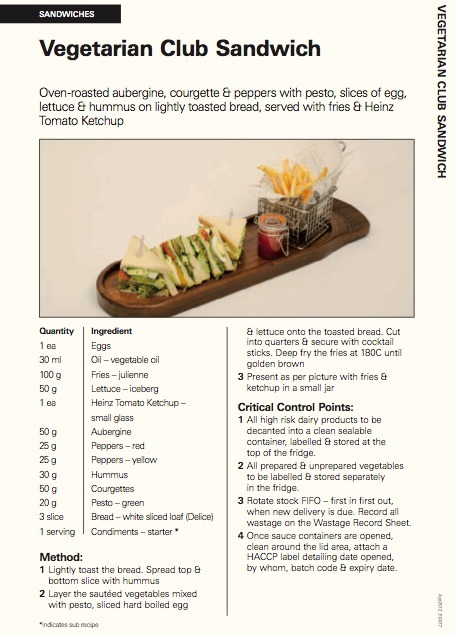 SANDWICHES
VEGETARIAN CLUB SANDWICH
Vegetarian Club Sandwich
Oven-roasted aubergine, courgette & peppers with pesto, slices of egg,
lettuce & hummus on lightly toasted bread, served with fries & Heinz
Tomato Ketchup
Quantity Ingredient
1 ea Eggs
30 ml Oil – vegetable oil
100 g Fries – julienne
50 g Lettuce – iceberg
1 ea Heinz Tomato Ketchup –
small glass
50 g Aubergine
25 g Peppers – red
25 g Peppers – yellow
30 g Hummus
50 g Courgettes
20 g Pesto – green
3 slice Bread – white sliced loaf (Delice)
1 serving Condiments – starter *
Method:
1 Lightly toast the bread. Spread top &
bottom slice with hummus
2 Layer the sautéed vegetables mixed
with pesto, sliced hard boiled egg
*Indicates sub recipe
& lettuce onto the toasted bread. Cut
into quarters & secure with cocktail
sticks. Deep fry the fries at 180C until
golden brown
3 Present as per picture with fries &
ketchup in a small jar
Critical Control Points:
1 All high risk dairy products to be
decanted into a clean sealable
container, labelled & stored at the
top of the fridge.
2 All prepared & unprepared vegetables
to be labelled & stored separately
in the fridge.
3 Rotate stock FIFO – first in first out,
when new delivery is due. Record all
wastage on the Wastage Record Sheet.
4 Once sauce containers are opened,
clean around the lid area, attach a
HACCP label detailing date opened,
by whom, batch code & expiry date.